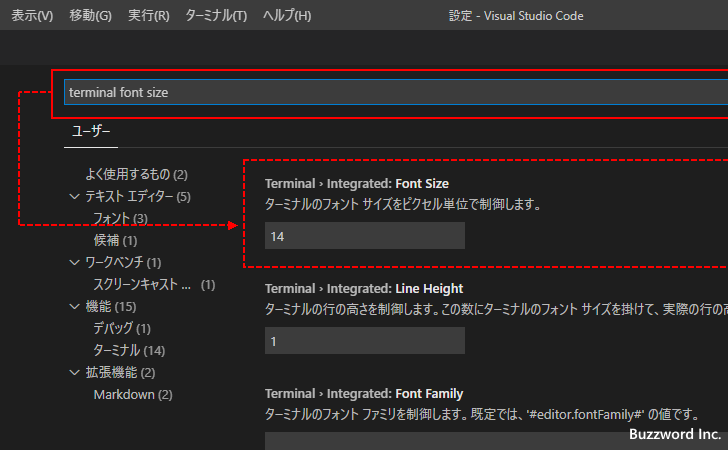 表示(V) 移動(G) 実行(R) ターミナル(T) ヘルプ(H) 設定 - Visual Studio Code
terminal font size
ユーザー
よく使用するもの (2)
テキスト エディター (5)
フォント (3)
候補 (1)
ワークベンチ (1)
スクリーンキャスト ... (1)
機能 (15)
デバッグ (1)
ターミナル (14)
拡張機能 (2)
Markdown (2)
Terminal › Integrated: Font Size
ターミナルのフォント サイズをピクセル単位で制御します。
14
Terminal › Integrated: Line Height
ターミナルの行の高さを制御します。この数にターミナルのフォント サイズを掛けて、実際の行の高
1
Terminal › Integrated: Font Family
ターミナルのフォント ファミリを制御します。既定では、'#editor.fontFamily#' の値です。
Buzzword Inc.